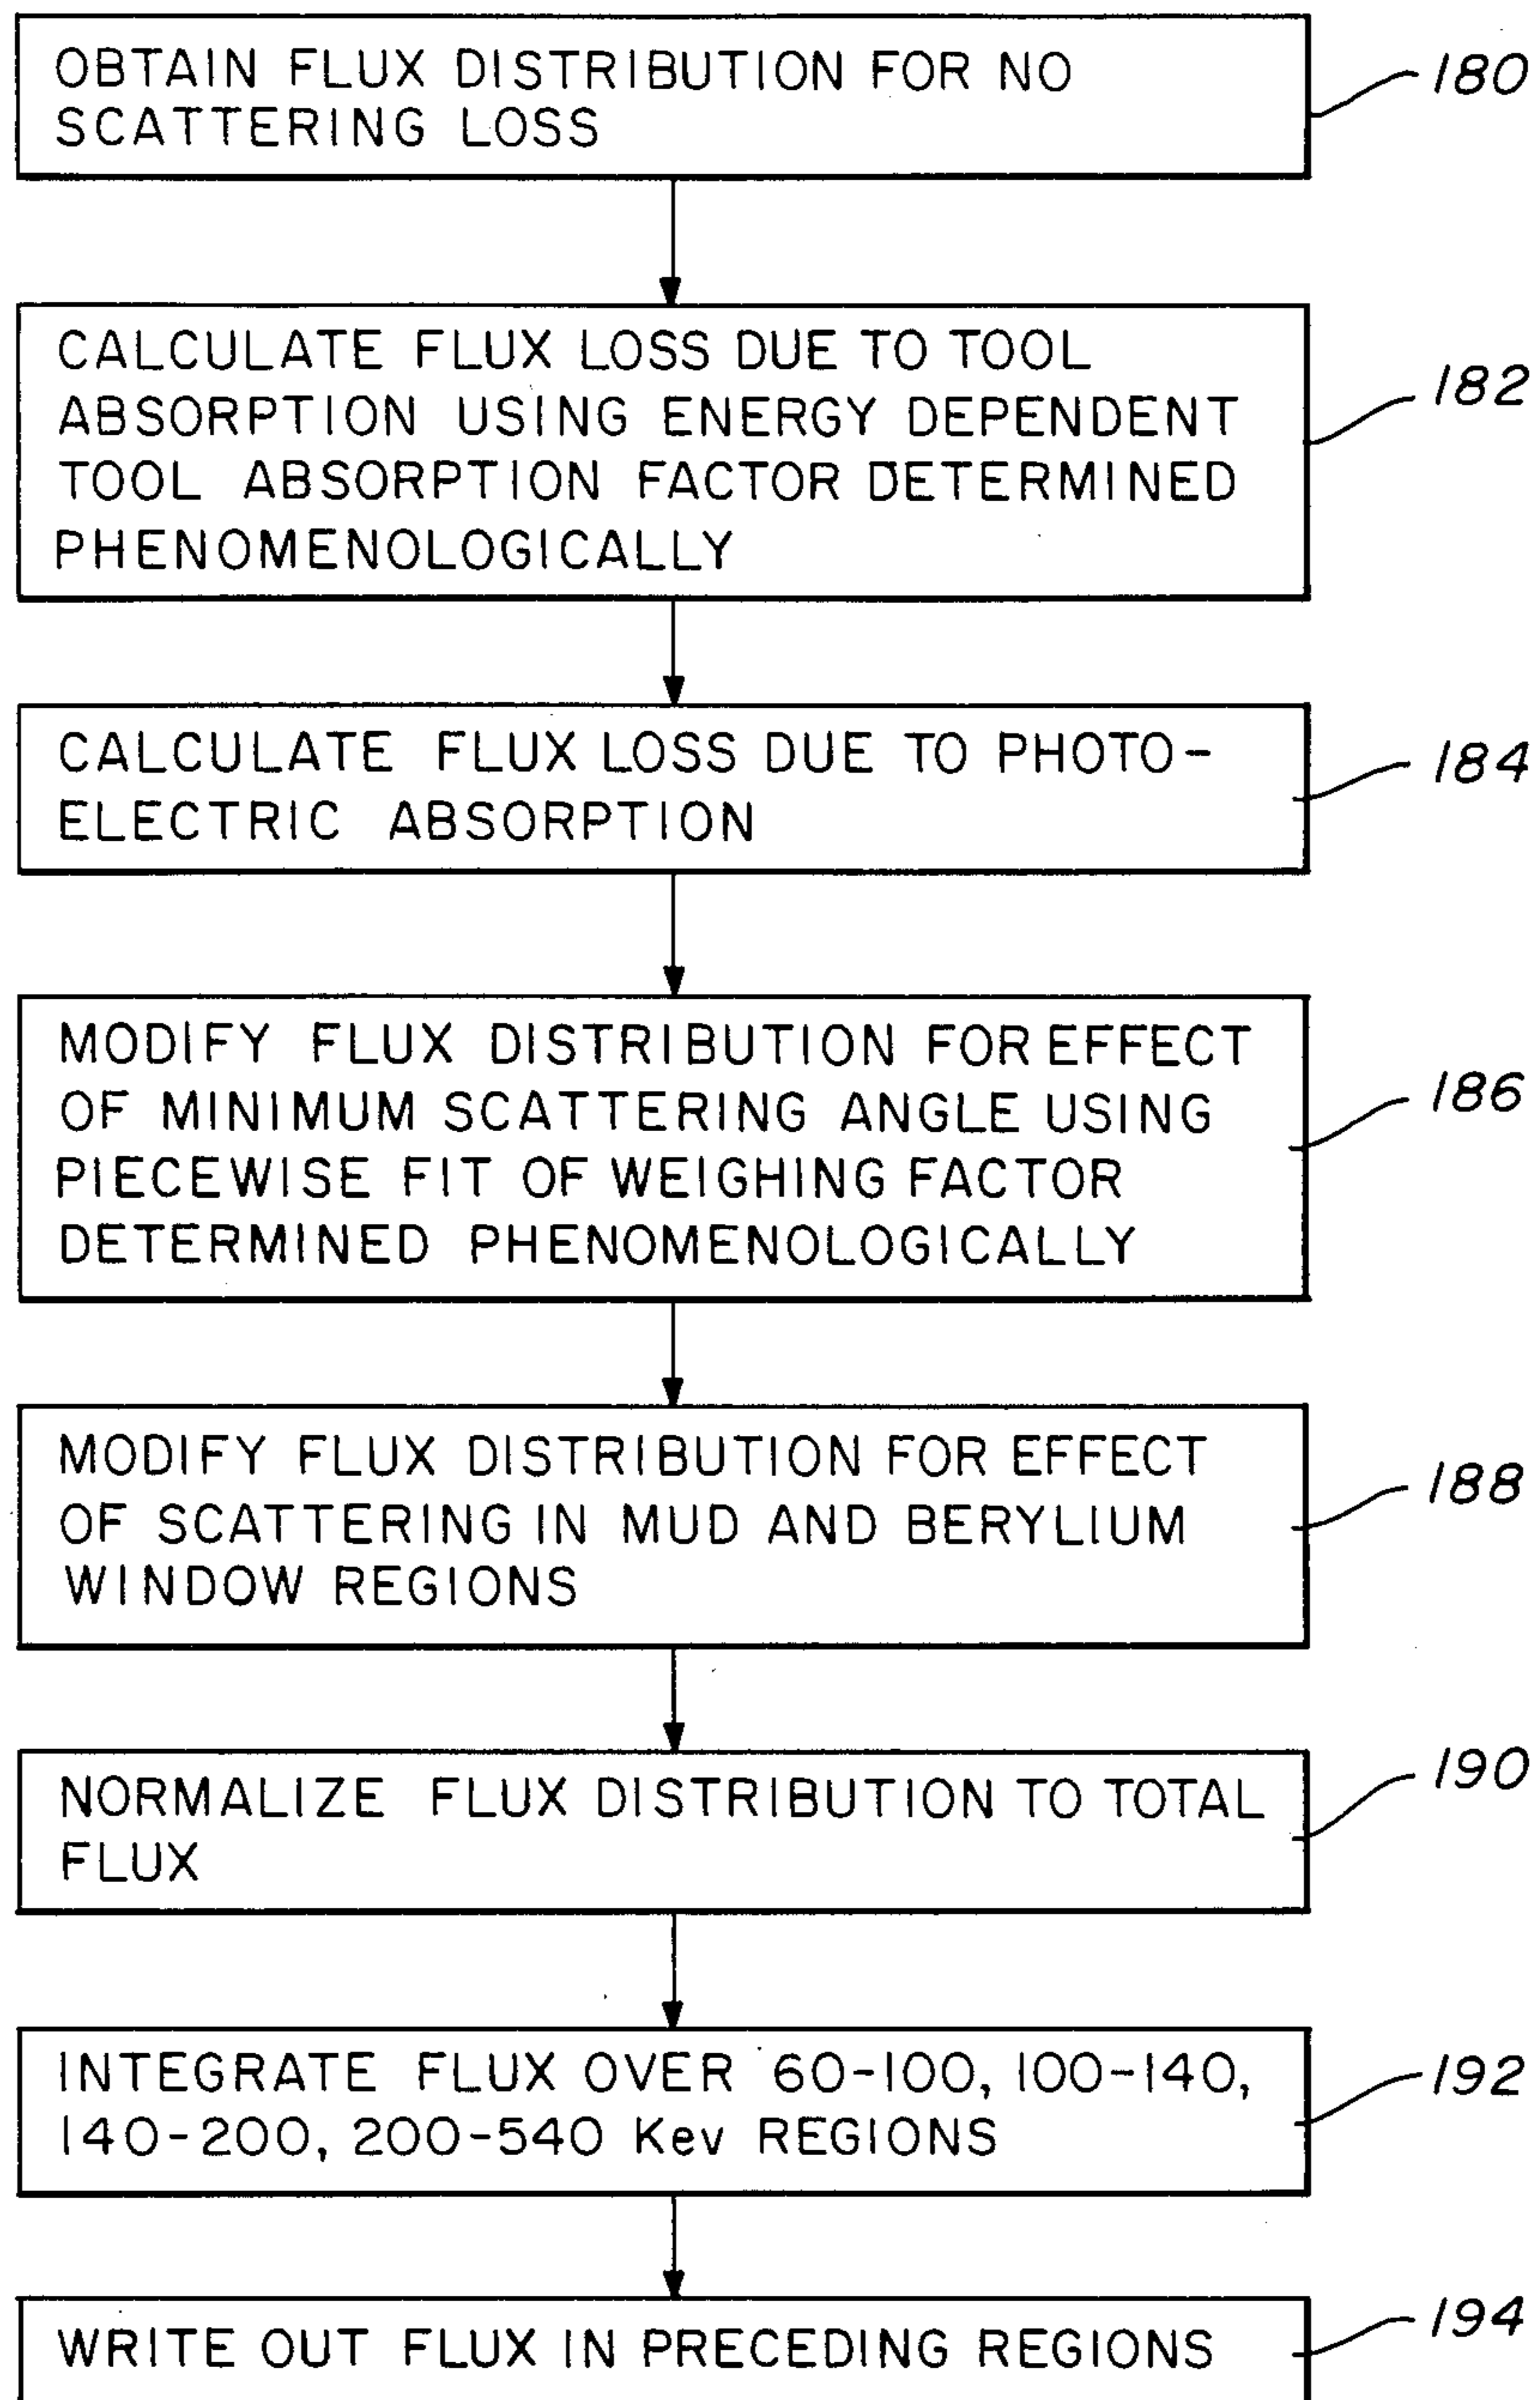 OBTAIN FLUX DISTRIBUTION FOR NO
SCATTERING LOSS
180
CALCULATE FLUX LOSS DUE TO TOOL
ABSORPTION USING ENERGY DEPENDENT
TOOL ABSORPTION FACTOR DETERMINED
PHENOMENOLOGICALLY
182
CALCULATE FLUX LOSS DUE TO PHOTO-
ELECTRIC ABSORPTION
184
MODIFY FLUX DISTRIBUTION FOR EFFECT
OF MINIMUM SCATTERING ANGLE USING
PIECEWISE FIT OF WEIGHING FACTOR
DETERMINED PHENOMENOLOGICALLY
186
MODIFY FLUX DISTRIBUTION FOR EFFECT
OF SCATTERING IN MUD AND BERYLIUM
WINDOW REGIONS
188
NORMALIZE FLUX DISTRIBUTION TO TOTAL
FLUX
190
INTEGRATE FLUX OVER 60-100, 100-140,
140-200, 200-540 Kev REGIONS
192
WRITE OUT FLUX IN PRECEDING REGIONS
194